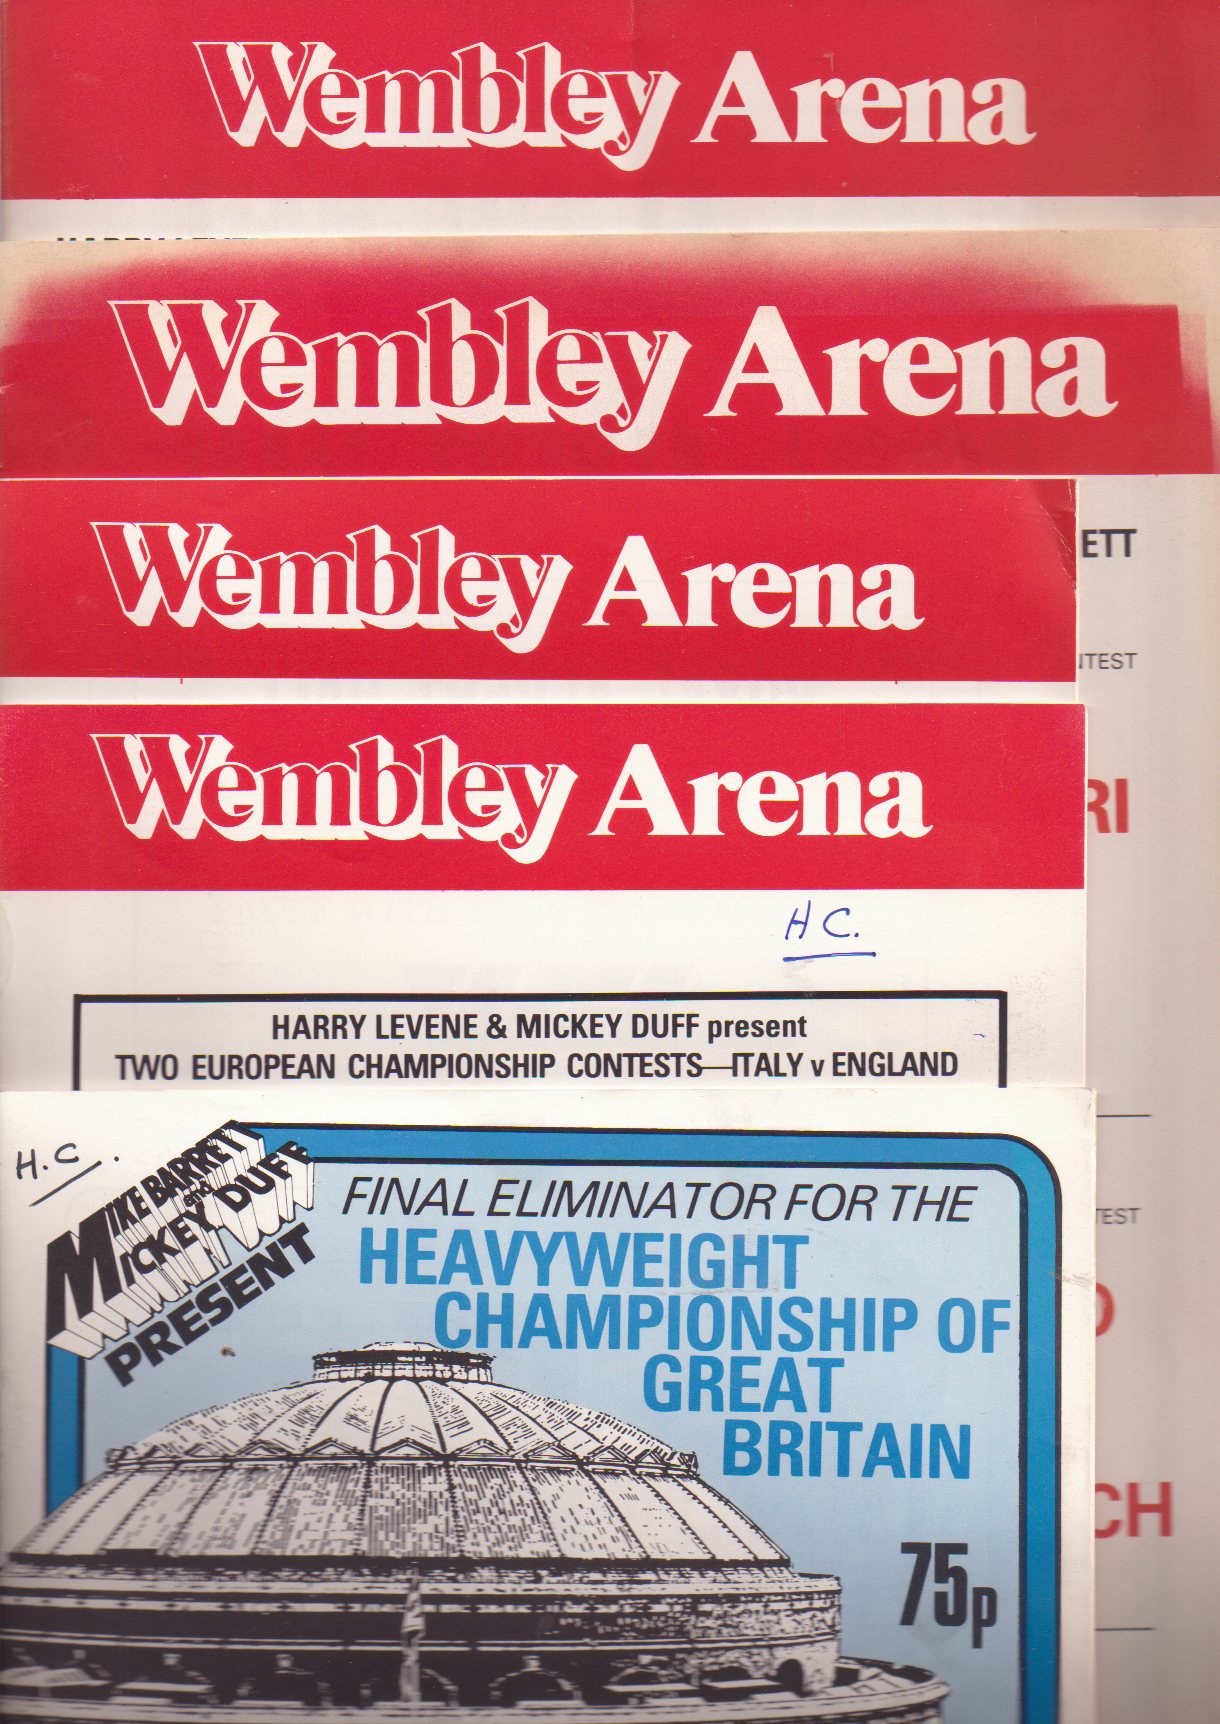 Wembley Arena
Wembley Arena
Wembley Arena
Wembley Arena
H C.
HARRY LEVENE & MICKEY DUFF present
TWO EUROPEAN CHAMPIONSHIP CONTESTS—ITALY v ENGLAND
H.C.
MIKE BARRETT
and
MICKEY DUFF
PRESENT
FINAL ELIMINATOR FOR THE
HEAVYWEIGHT
CHAMPIONSHIP OF
GREAT
BRITAIN
75p
ETT
TEST
RI
TEST
CH